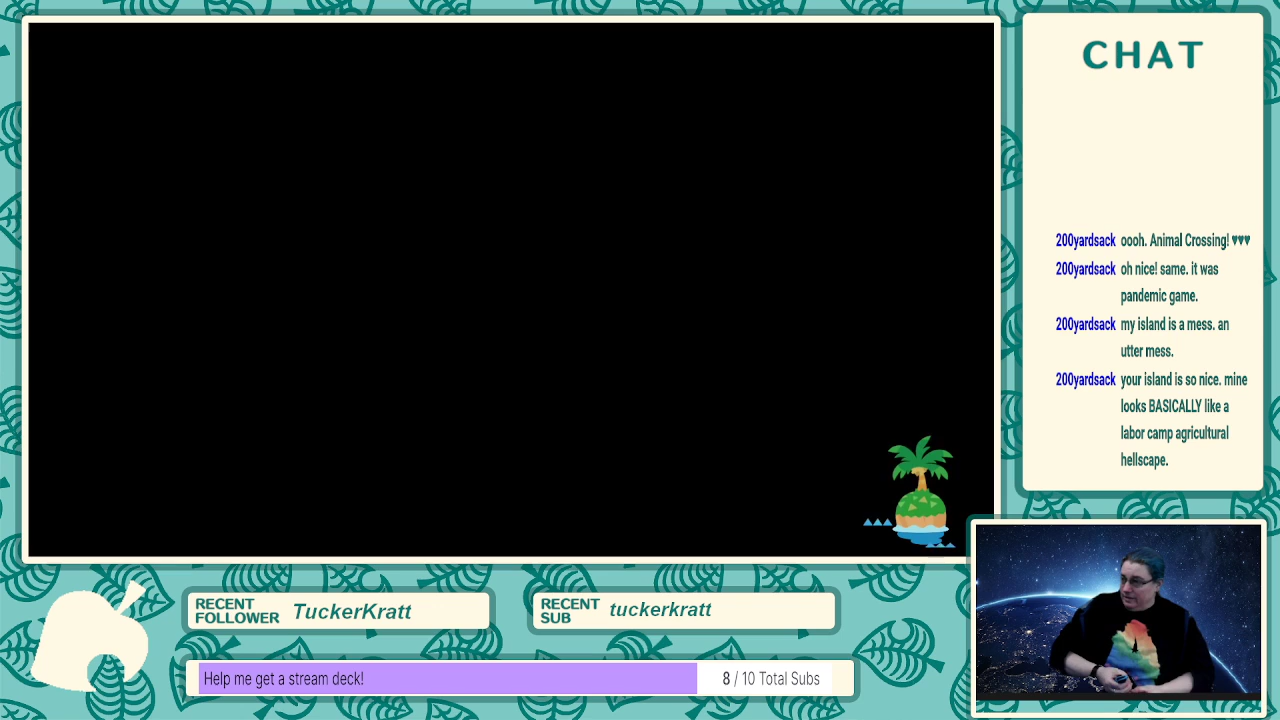 CHAT
200yardsack oooh. Animal Crossing! ♥♥♥
200yardsack oh nice! same. it was
pandemic game.
200yardsack my island is a mess. an
utter mess.
200yardsack your island is so nice. mine
looks BASICALLY like a
labor camp agricultural
hellscape.
RECENT
FOLLOWER
TuckerKratt
RECENT
SUB
tuckerkratt
Help me get a stream deck!
8 / 10 Total Subs